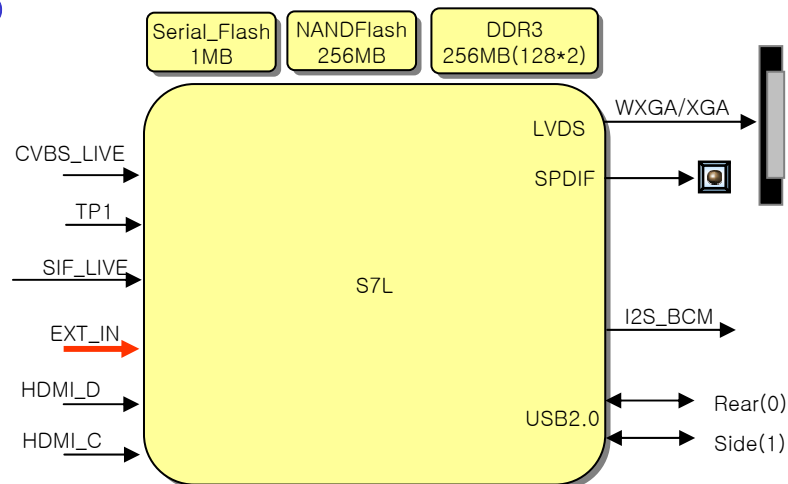 )
Serial_Flash
1MB
NANDFlash
256MB
DDR3
256MB(128*2)
LVDS
WXGA/XGA
CVBS_LIVE
SPDIF
TP1
SIF_LIVE
S7L
EXT_IN
I2S_BCM
HDMI_D
Rear(0)
USB2.0
HDMI_C
Side(1)